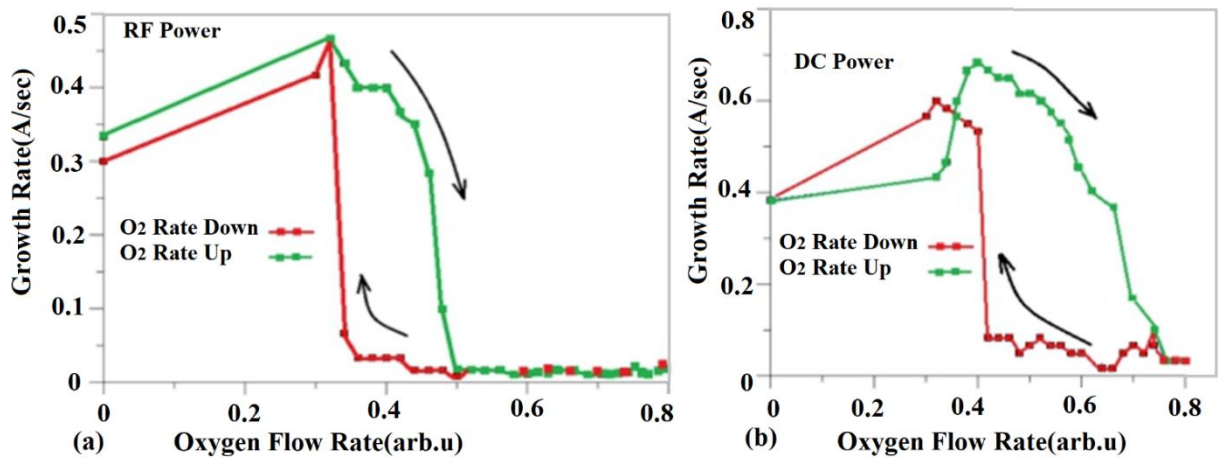 RF Power
Growth Rate(A/sec)
0.5
0.4
0.3
0.2
0.1
0
O2 Rate Down
O2 Rate Up
0 0.2 0.4 0.6 0.8
(a) Oxygen Flow Rate(arb.u)
DC Power
Growth Rate(A/sec)
0.8
0.6
0.4
0.2
0
O2 Rate Down
O2 Rate Up
0 0.2 0.4 0.6 0.8
(b) Oxygen Flow Rate(arb.u)